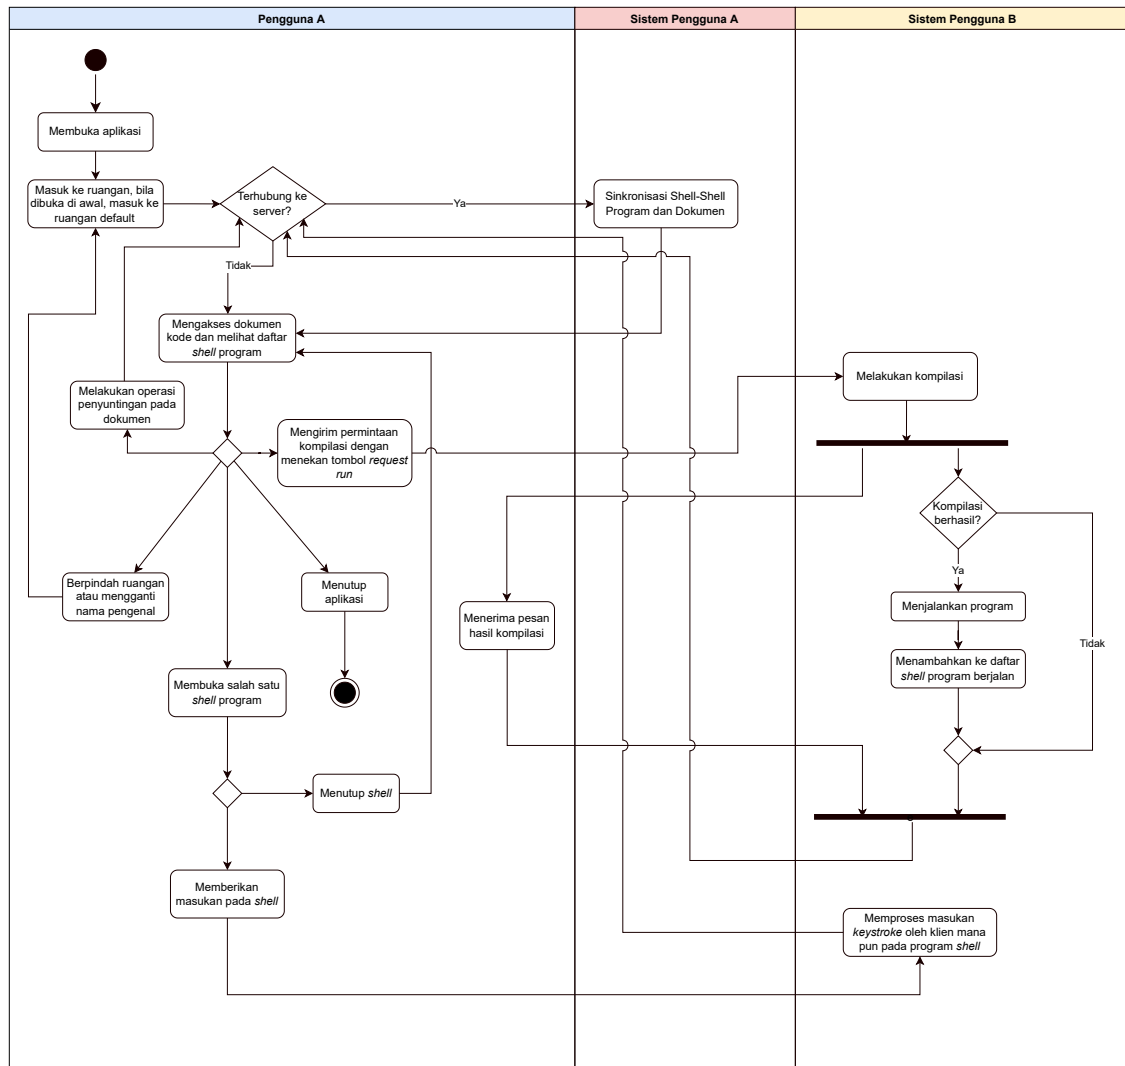 Pengguna A
Sistem Pengguna A
Sistem Pengguna B
Membuka aplikasi
Masuk ke ruangan, bila
dibuka di awal, masuk ke
ruangan default
Terhubung ke
server?
Ya
Sinkronisasi Shell-Shell
Program dan Dokumen
Tidak
Mengakses dokumen
kode dan melihat daftar
shell program
Melakukan operasi
penyuntingan pada
dokumen
Mengirim permintaan
kompilasi dengan
menekan tombol request
run
Melakukan kompilasi
Kompilasi
berhasil?
Ya
Tidak
Menjalankan program
Menambahkan ke daftar
shell program berjalan
Menerima pesan
hasil kompilasi
Berpindah ruangan
atau mengganti
nama pengenal
Menutup
aplikasi
Membuka salah satu
shell program
Menutup shell
Memberikan
masukan pada shell
Memproses masukan
keystroke oleh klien mana
pun pada program shell